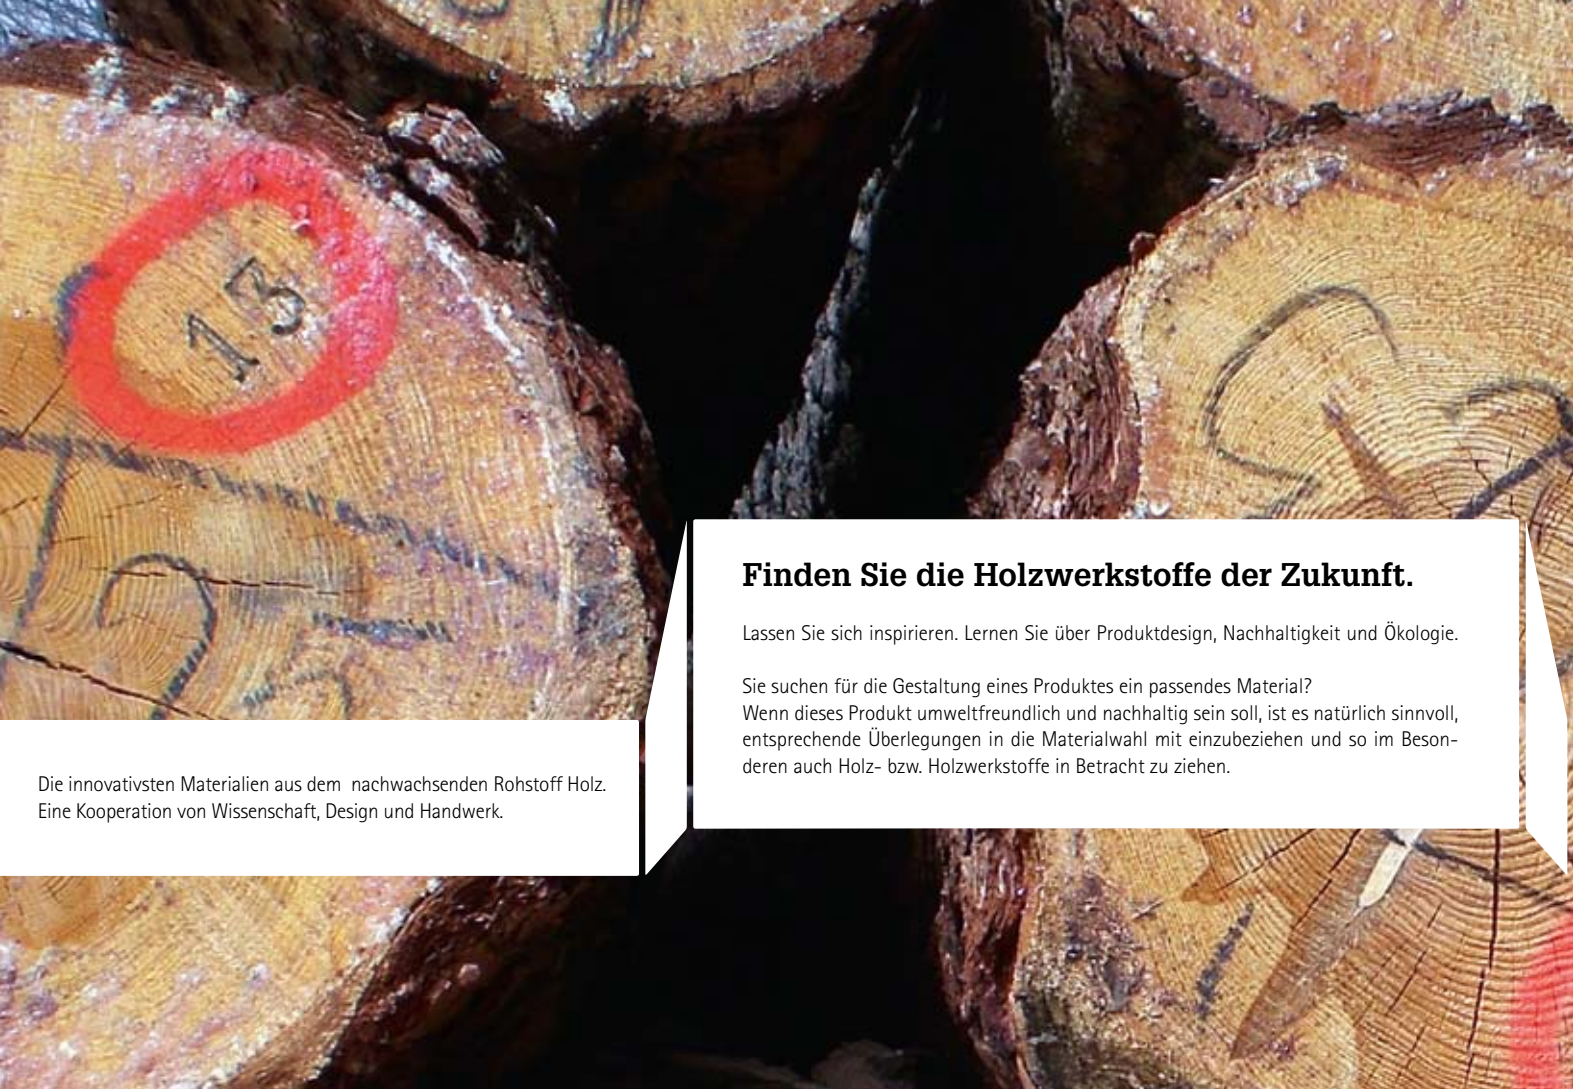 13
Finden Sie die Holzwerkstoffe der Zukunft.
Lassen Sie sich inspirieren. Lernen Sie über Produktdesign, Nachhaltigkeit und Ökologie.
Sie suchen für die Gestaltung eines Produktes ein passendes Material?
Wenn dieses Produkt umweltfreundlich und nachhaltig sein soll, ist es natürlich sinnvoll,
entsprechende Überlegungen in die Materialwahl mit einzubeziehen und so im Beson-
deren auch Holz- bzw. Holzwerkstoffe in Betracht zu ziehen.
Die innovativsten Materialien aus dem  nachwachsenden Rohstoff Holz.
Eine Kooperation von Wissenschaft, Design und Handwerk.